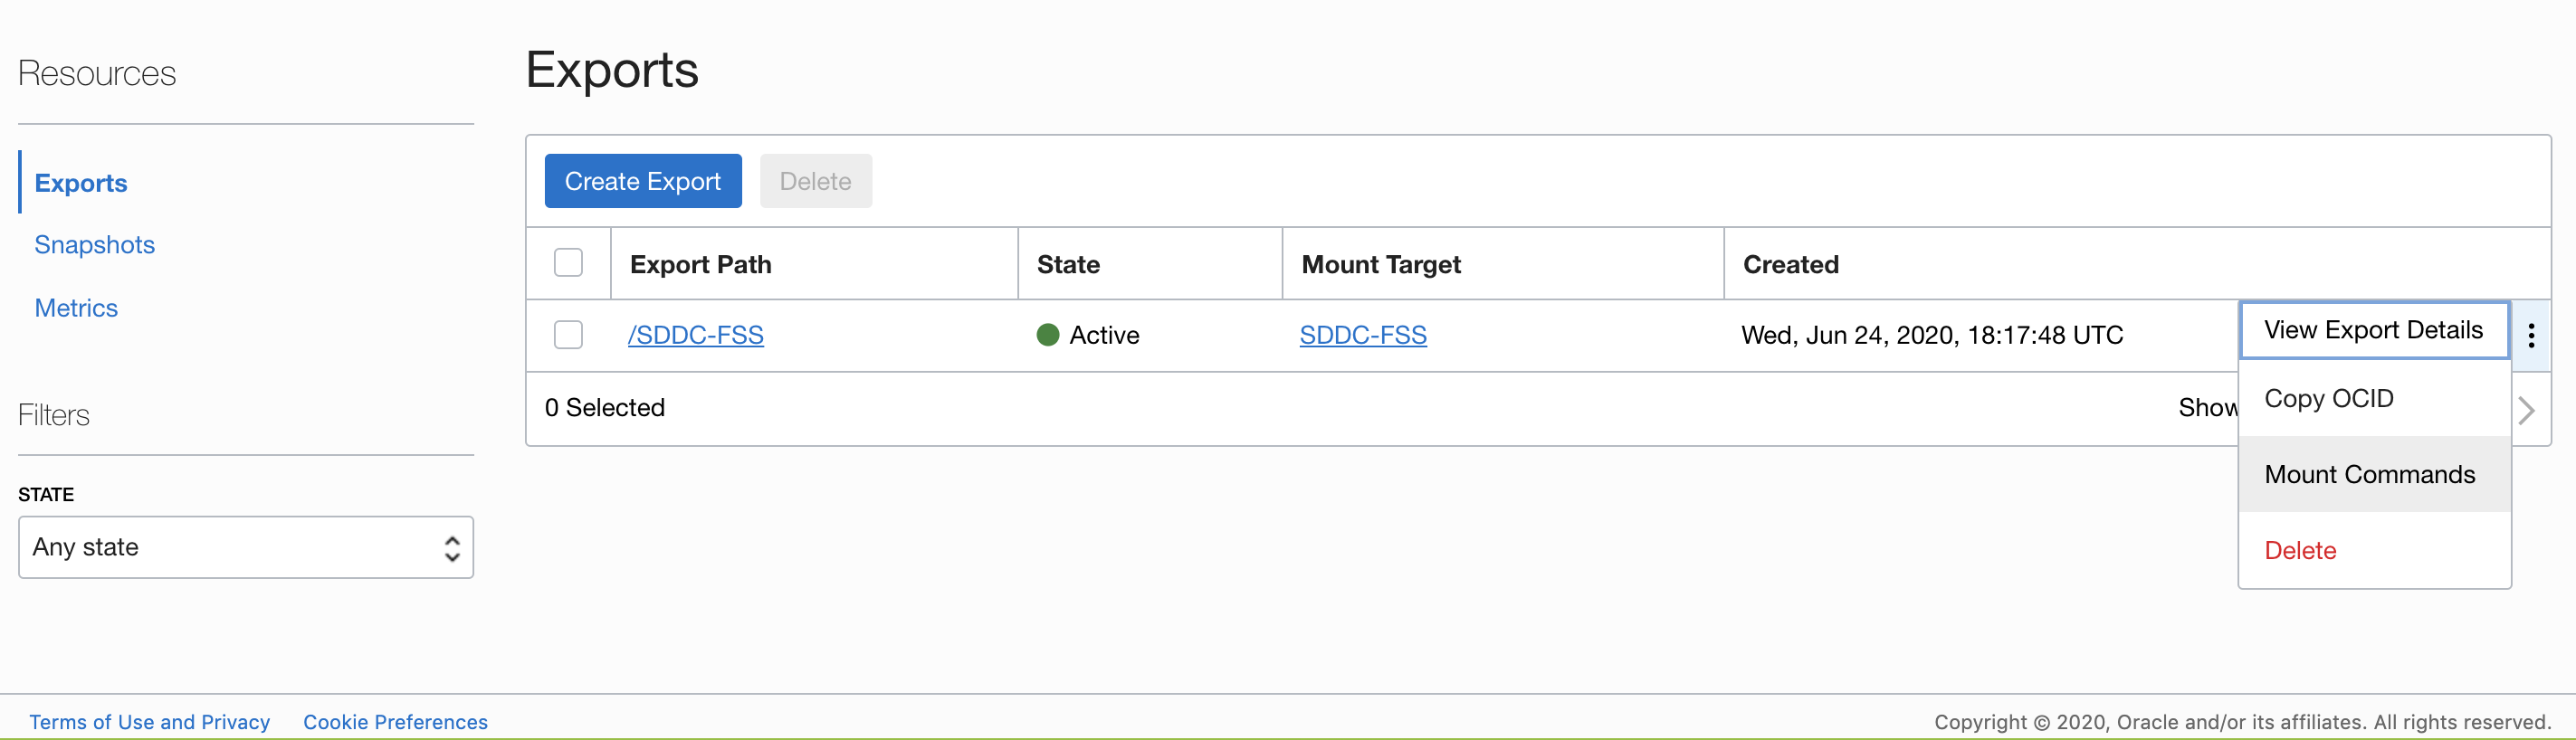 Resources
Exports
Snapshots
Metrics
Filters
STATE
Any state
Exports
Create Export Delete
Export Path State Mount Target Created
/SDDC-FSS Active SDDC-FSS Wed, Jun 24, 2020, 18:17:48 UTC
0 Selected Show
View Export Details
Copy OCID
Mount Commands
Delete
Terms of Use and Privacy Cookie Preferences Copyright © 2020, Oracle and/or its affiliates. All rights reserved.